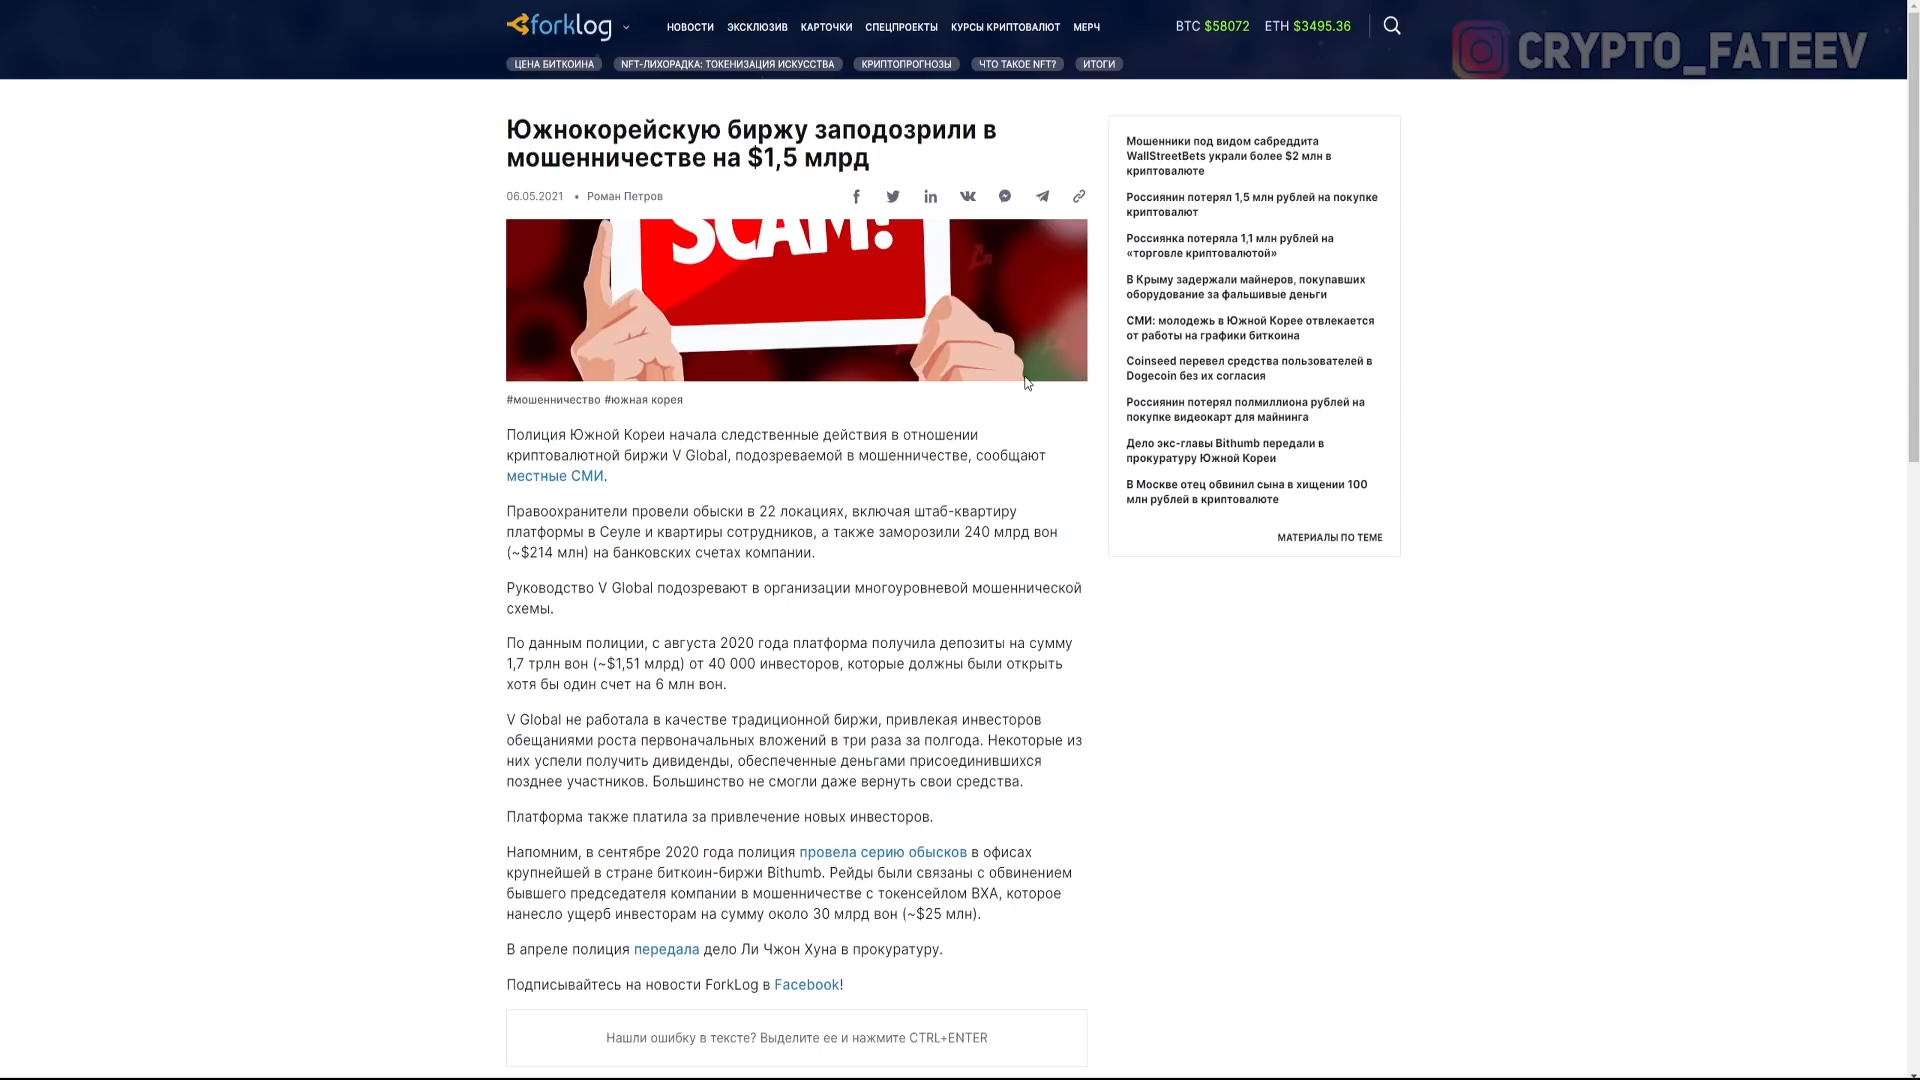 forklog
НОВОСТИ ЭКСКЛЮЗИВ КАРТОЧКИ СПЕЦПРОЕКТЫ КУРСЫ КРИПТОВАЛЮТ МЕРЧ
BTC $58072 ETH $3495.36
CRYPTO_FATEEV
ЦЕНА БИТКОИНА NFT-ЛИХОРАДКА: ТОКЕНИЗАЦИЯ ИСКУССТВА КРИПТОПРОГНОЗЫ ЧТО ТАКОЕ NFT? ИТОГИ
Южнокорейскую биржу заподозрили в
мошенничестве на $1,5 млрд
06.05.2021 • Роман Петров
SCAM!
#мошенничество #южная корея
Полиция Южной Кореи начала следственные действия в отношении
криптовалютной биржи V Global, подозреваемой в мошенничестве, сообщают
местные СМИ.
Правоохранители провели обыски в 22 локациях, включая штаб-квартиру
платформы в Сеуле и квартиры сотрудников, а также заморозили 240 млрд вон
(~$214 млн) на банковских счетах компании.
Руководство V Global подозревают в организации многоуровневой мошеннической
схемы.
По данным полиции, с августа 2020 года платформа получила депозиты на сумму
1,7 трлн вон (~$1,51 млрд) от 40 000 инвесторов, которые должны были открыть
хотя бы один счет на 6 млн вон.
V Global не работала в качестве традиционной биржи, привлекая инвесторов
обещаниями роста первоначальных вложений в три раза за полгода. Некоторые из
них успели получить дивиденды, обеспеченные деньгами присоединившихся
позднее участников. Большинство не смогли даже вернуть свои средства.
Платформа также платила за привлечение новых инвесторов.
Напомним, в сентябре 2020 года полиция провела серию обысков в офисах
крупнейшей в стране биткоин-биржи Bithumb. Рейды были связаны с обвинением
бывшего председателя компании в мошенничестве с токенсейлом BXA, которое
нанесло ущерб инвесторам на сумму около 30 млрд вон (~$25 млн).
В апреле полиция передала дело Ли Чжон Хуна в прокуратуру.
Подписывайтесь на новости ForkLog в Facebook!
Нашли ошибку в тексте? Выделите ее и нажмите CTRL+ENTER
Мошенники под видом сабреддита
WallStreetBets украли более $2 млн в
криптовалюте
Россиянин потерял 1,5 млн рублей на покупке
криптовалют
Россиянка потеряла 1,1 млн рублей на
«торговле криптовалютой»
В Крыму задержали майнеров, покупавших
оборудование за фальшивые деньги
СМИ: молодежь в Южной Корее отвлекается
от работы на графики биткоина
Coinseed перевел средства пользователей в
Dogecoin без их согласия
Россиянин потерял полмиллиона рублей на
покупке видеокарт для майнинга
Дело экс-главы Bithumb передали в
прокуратуру Южной Кореи
В Москве отец обвинил сына в хищении 100
млн рублей в криптовалюте
МАТЕРИАЛЫ ПО ТЕМЕ